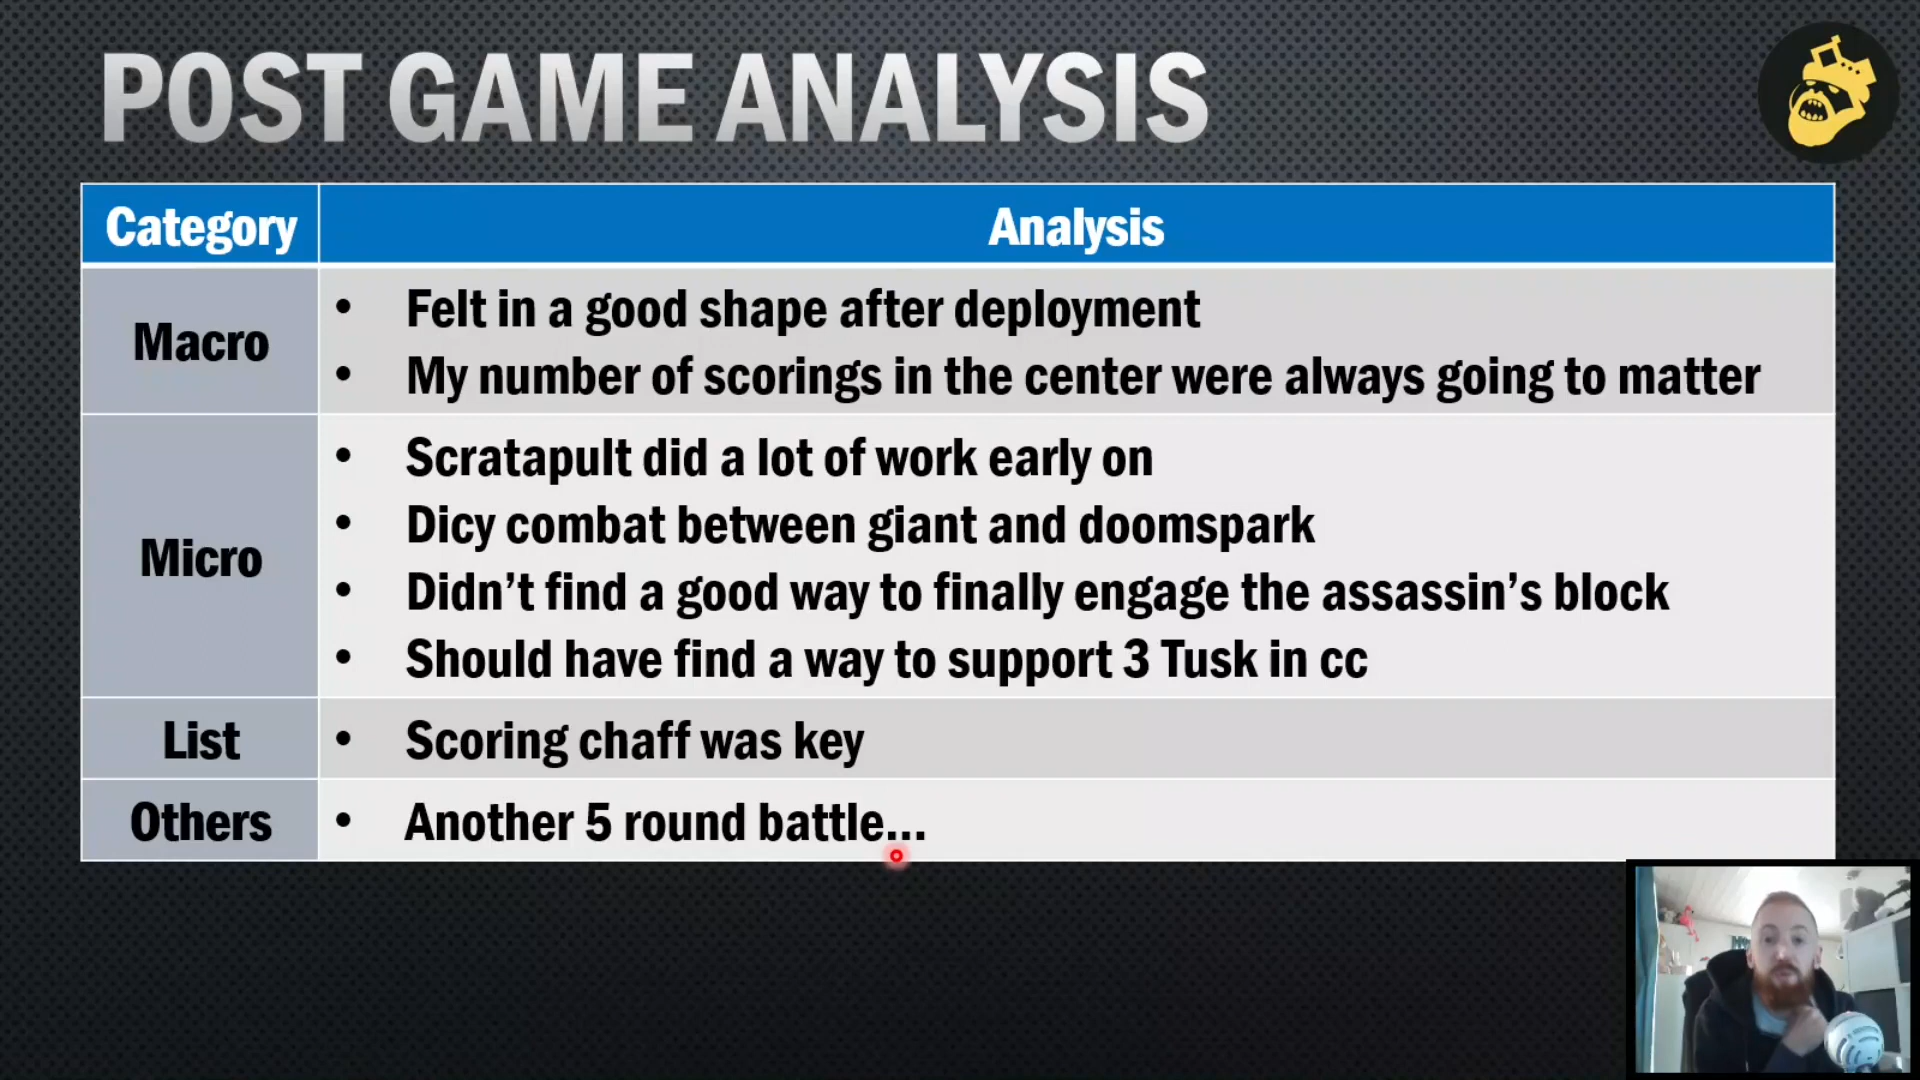 POST GAME ANALYSIS
Category
Analysis
Macro
• Felt in a good shape after deployment
• My number of scorings in the center were always going to matter
Micro
• Scratapult did a lot of work early on
• Dicy combat between giant and doomspark
• Didn’t find a good way to finally engage the assassin’s block
• Should have find a way to support 3 Tusk in cc
List
• Scoring chaff was key
Others
• Another 5 round battle...